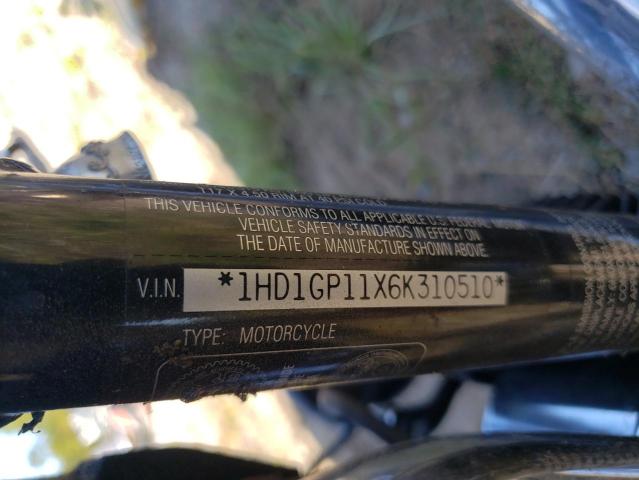 THIS VEHICLE CONFORMS TO ALL APPLICABLE U.S.
VEHICLE SAFETY STANDARDS IN EFFECT ON
THE DATE OF MANUFACTURE SHOWN ABOVE.
V.I.N. *1HD1GP11X6K310510*
TYPE: MOTORCYCLE